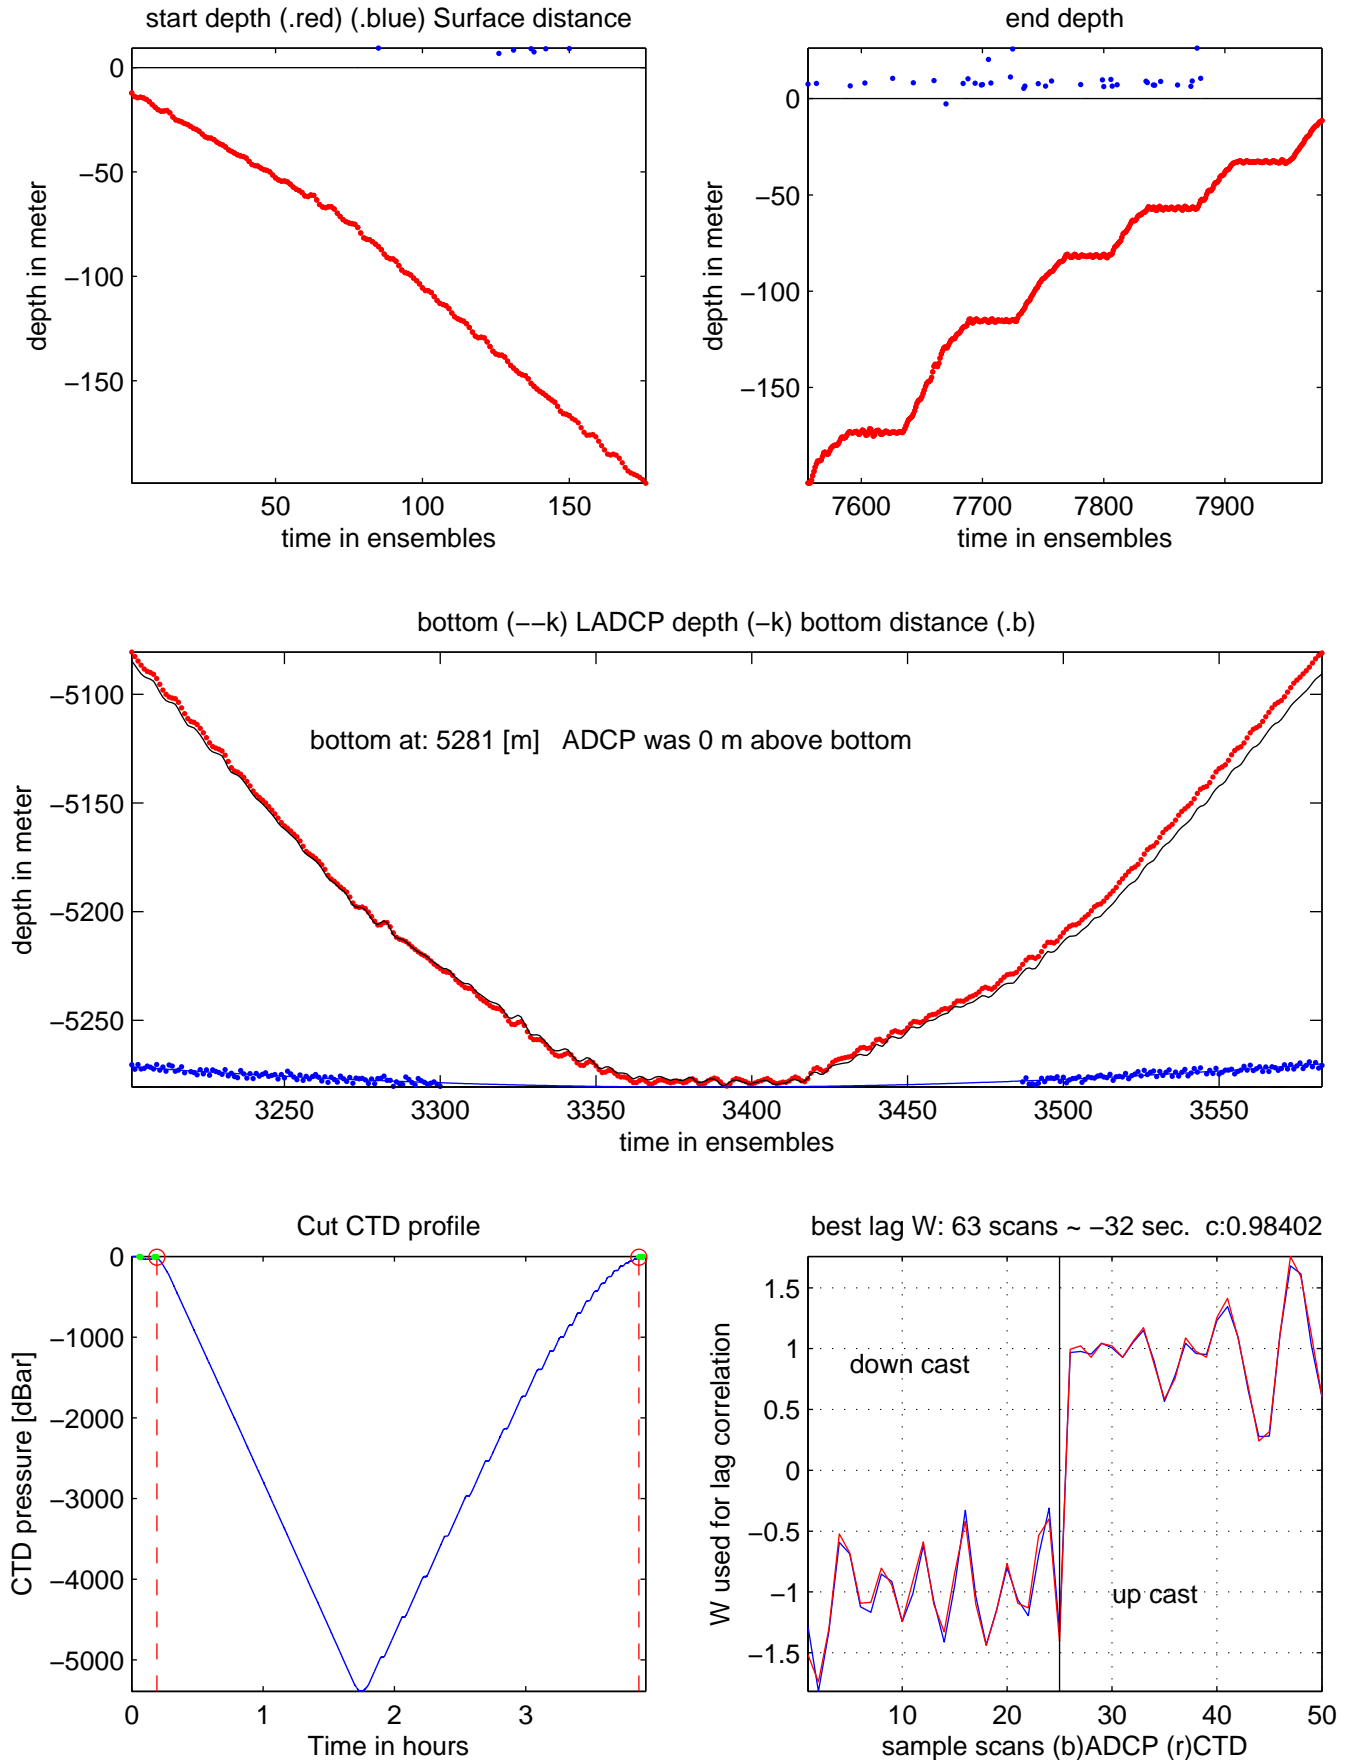 start depth (.red) (.blue) Surface distance
0
−50
−100
−150
depth in meter
50
100
150
time in ensembles
end depth
0
−50
−100
−150
depth in meter
7600
7700
7800
7900
time in ensembles
bottom (−−k) LADCP depth (−k) bottom distance (.b)
−5100
−5150
−5200
−5250
depth in meter
bottom at: 5281 [m] ADCP was 0 m above bottom
3250
3300
3350
3400
3450
3500
3550
time in ensembles
Cut CTD profile
0
−1000
−2000
−3000
−4000
−5000
CTD pressure [dBar]
0
1
2
3
Time in hours
best lag W: 63 scans ~ −32 sec. c:0.98402
1.5
1
0.5
0
−0.5
−1
−1.5
W used for lag correlation
down cast
up cast
10
20
30
40
50
sample scans (b)ADCP (r)CTD